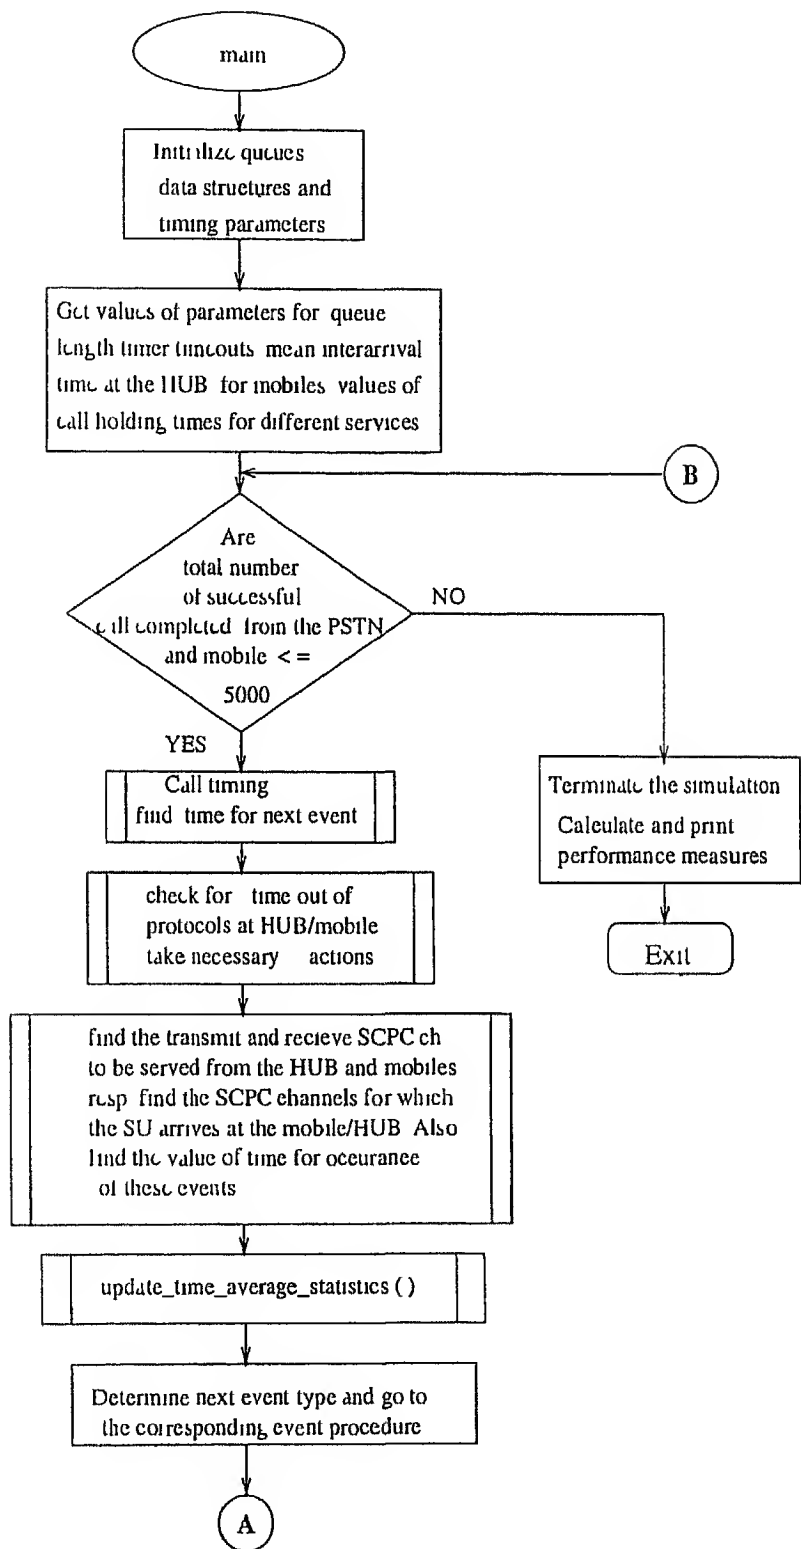 main
Initialize queues
data structures and
timing parameters
Get values of parameters for queue
length timer timeouts mean interarrival
time at the HUB for mobiles values of
call holding times for different services
B
Are
total number
of successful
call completed from the PSTN
and mobile < =
5000
NO
YES
Call timing
find time for next event
Terminate the simulation
Calculate and print
performance measures
check for time out of
protocols at HUB/mobile
take necessary actions
Exit
find the transmit and recieve SCPC ch
to be served from the HUB and mobiles
resp find the SCPC channels for which
the SU arrives at the mobile/HUB Also
find the value of time for occurance
of these events
update_time_average_statistics ( )
Determine next event type and go to
the corresponding event procedure
A